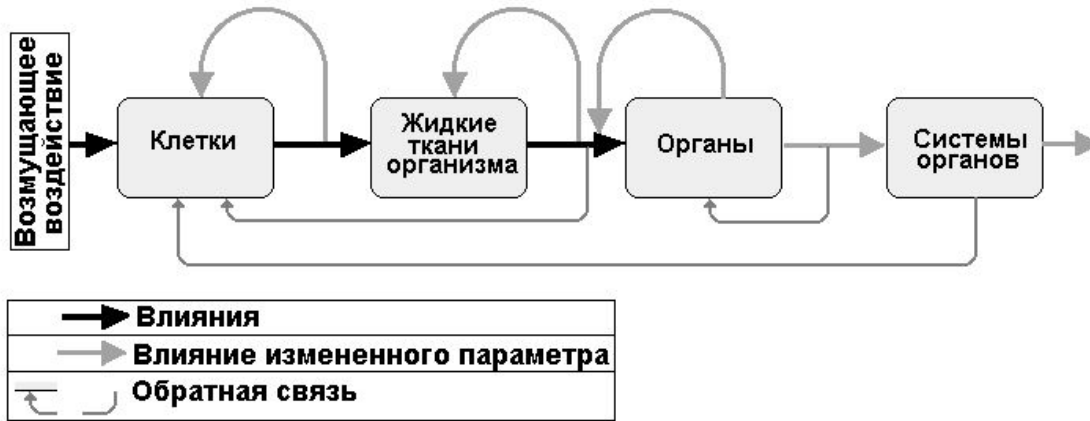 Возмущающее
воздействие
Клетки
Жидкие
ткани
организма
Органы
Системы
органов
Влияния
Влияние измененного параметра
Обратная связь